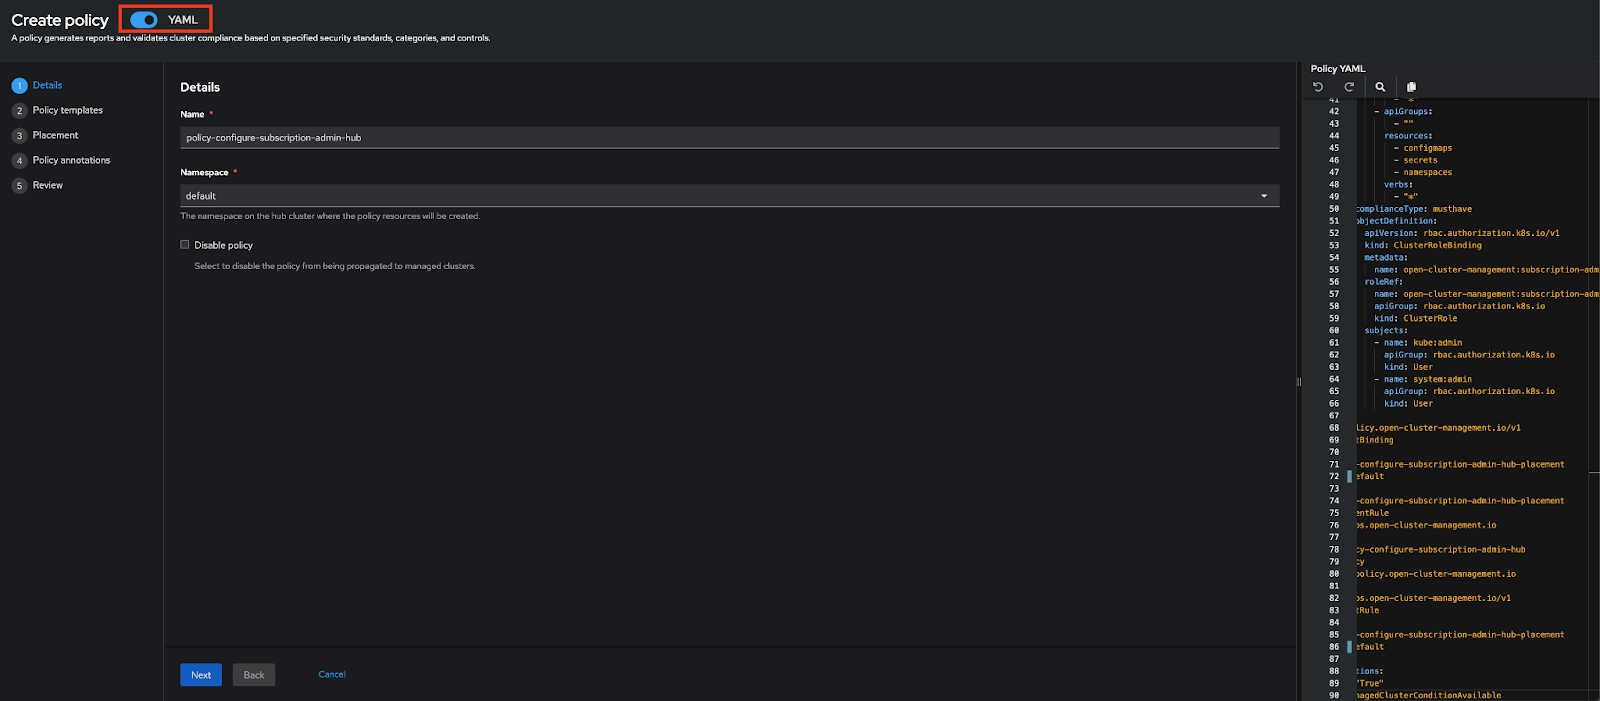 Create policy YAML
A policy generates reports and validates cluster compliance based on specified security standards, categories, and controls.
1 Details
2 Policy templates
3 Placement
4 Policy annotations
5 Review
Details
Name *
policy-configure-subscription-admin-hub
Namespace *
default
The namespace on the hub cluster where the policy resources will be created.
Disable policy
Select to disable the policy from being propagated to managed clusters.
Next Back Cancel
Policy YAML
41 - "*"
42 - apiGroups:
43 - ""
44 resources:
45 - configmaps
46 - secrets
47 - namespaces
48 verbs:
49 - "*"
50 complianceType: musthave
51 objectDefinition:
52 apiVersion: rbac.authorization.k8s.io/v1
53 kind: ClusterRoleBinding
54 metadata:
55 name: open-cluster-management:subscription-adm
56 roleRef:
57 name: open-cluster-management:subscription-adm
58 apiGroup: rbac.authorization.k8s.io
59 kind: ClusterRole
60 subjects:
61 - name: kube:admin
62 apiGroup: rbac.authorization.k8s.io
63 kind: User
64 - name: system:admin
65 apiGroup: rbac.authorization.k8s.io
66 kind: User
67
68 licy.open-cluster-management.io/v1
69 tBinding
70
71 -configure-subscription-admin-hub-placement
72 efault
73
74 -configure-subscription-admin-hub-placement
75 entRule
76 ps.open-cluster-management.io
77
78 cy-configure-subscription-admin-hub
79 cy
80 policy.open-cluster-management.io
81
82 ps.open-cluster-management.io/v1
83 tRule
84
85 -configure-subscription-admin-hub-placement
86 efault
87
88 tions:
89 "True"
90 nagedClusterConditionAvailable